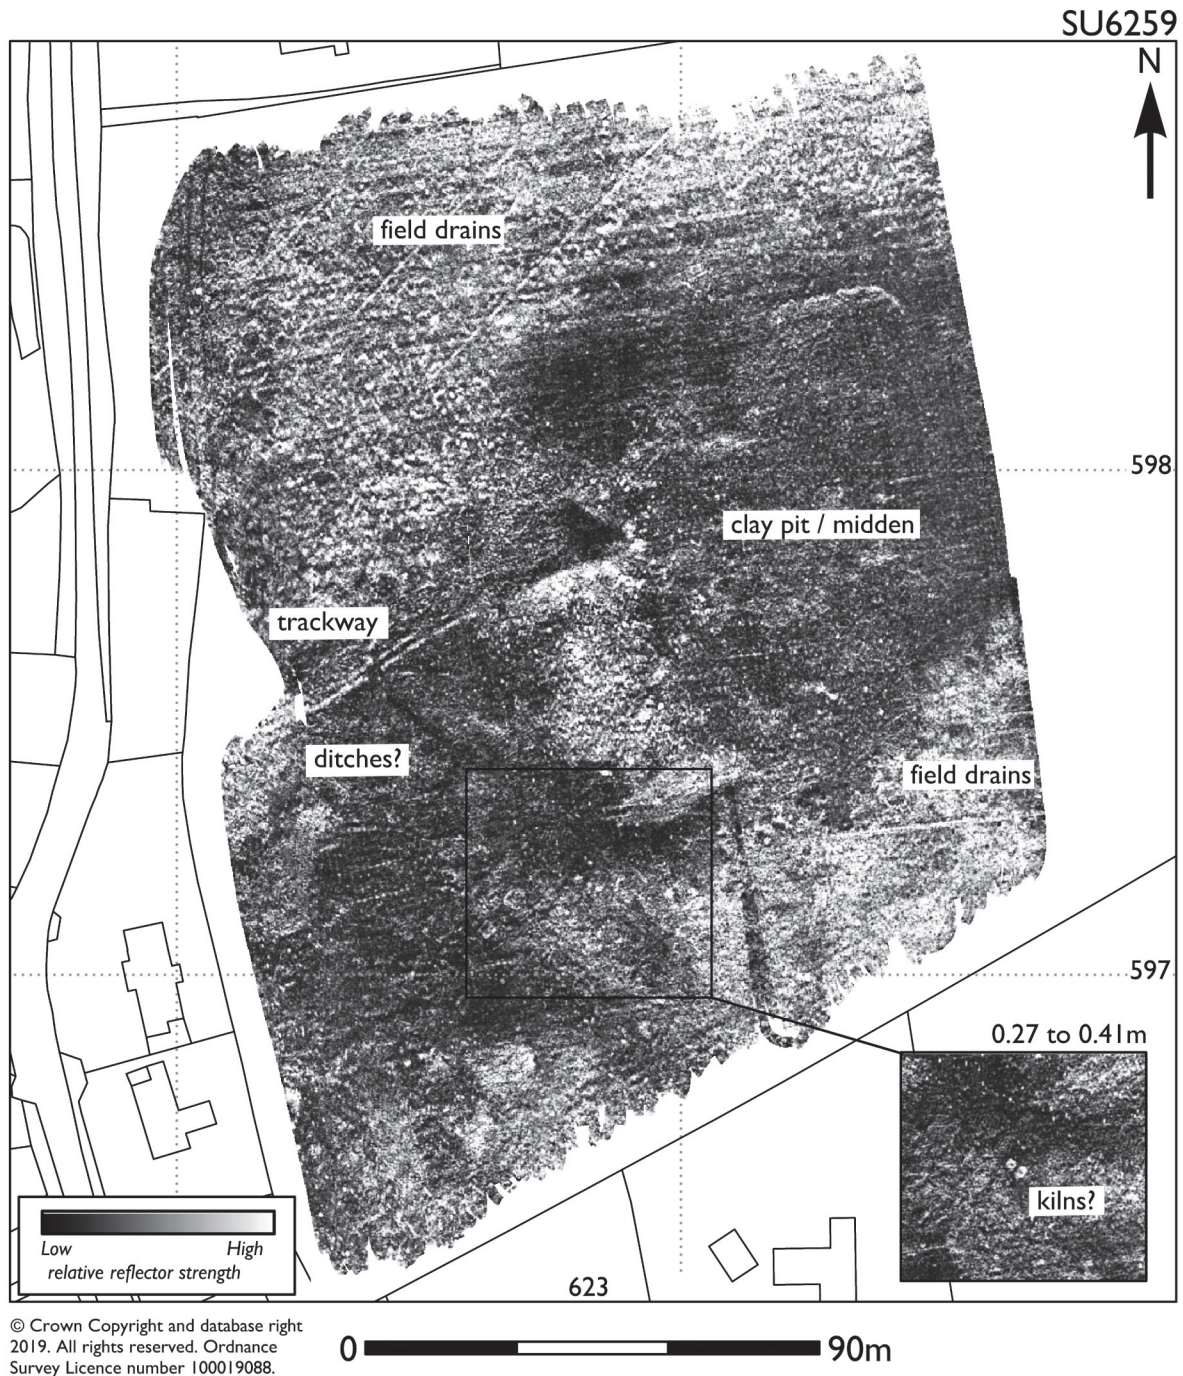 SU6259
N
field drains
598
clay pit / midden
trackway
ditches?
field drains
597
0.27 to 0.41m
kilns?
Low High
relative reflector strength
623
© Crown Copyright and database right
2019. All rights reserved. Ordnance
Survey Licence number 100019088.
0 90m